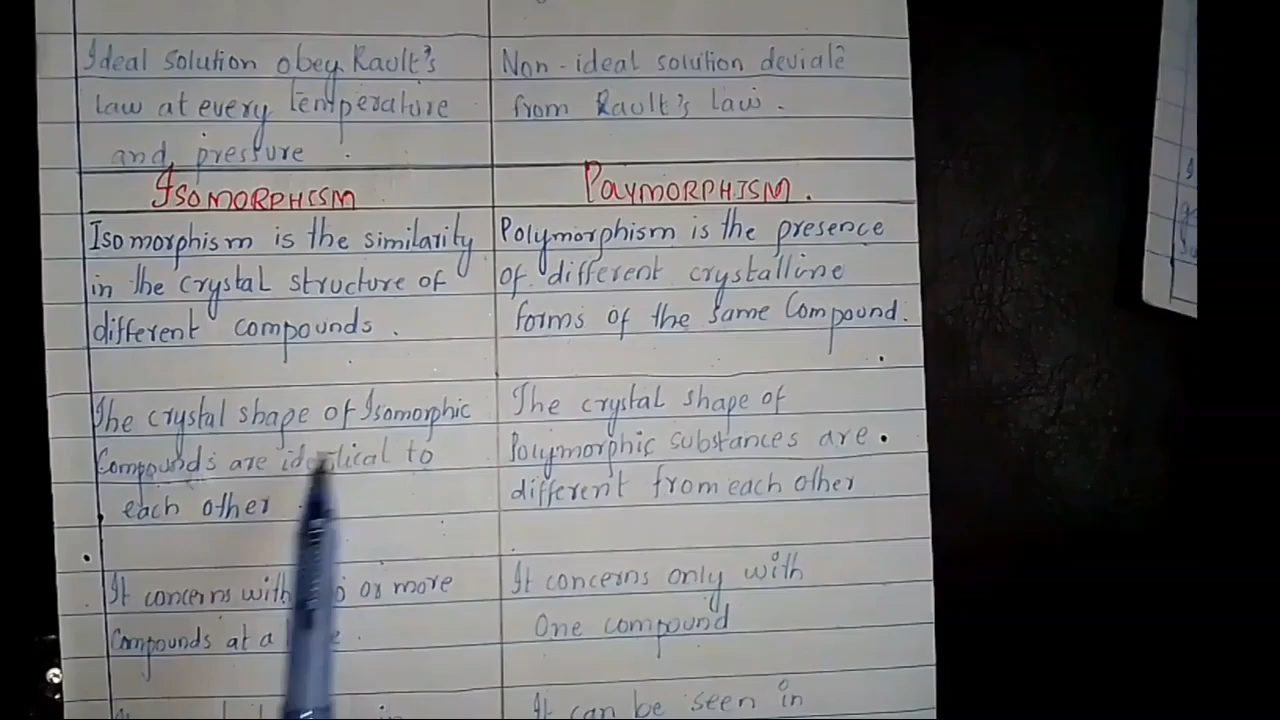 Ideal solution obey Rault's
law at every temperature
and pressure .
Non-ideal solution deviate
from Rault's law .
ISOMORPHISM
POLYMORPHISM .
Isomorphism is the similarity
in the crystal structure of
different compounds .
Polymorphism is the presence
of different crystalline
forms of the same Compound .
The crystal shape of Isomorphic
Compounds are identical to
each other
The crystal shape of
Polymorphic substances are
different from each other
It concerns with or more
Compounds at a
It concerns only with
One compound
It can be seen in